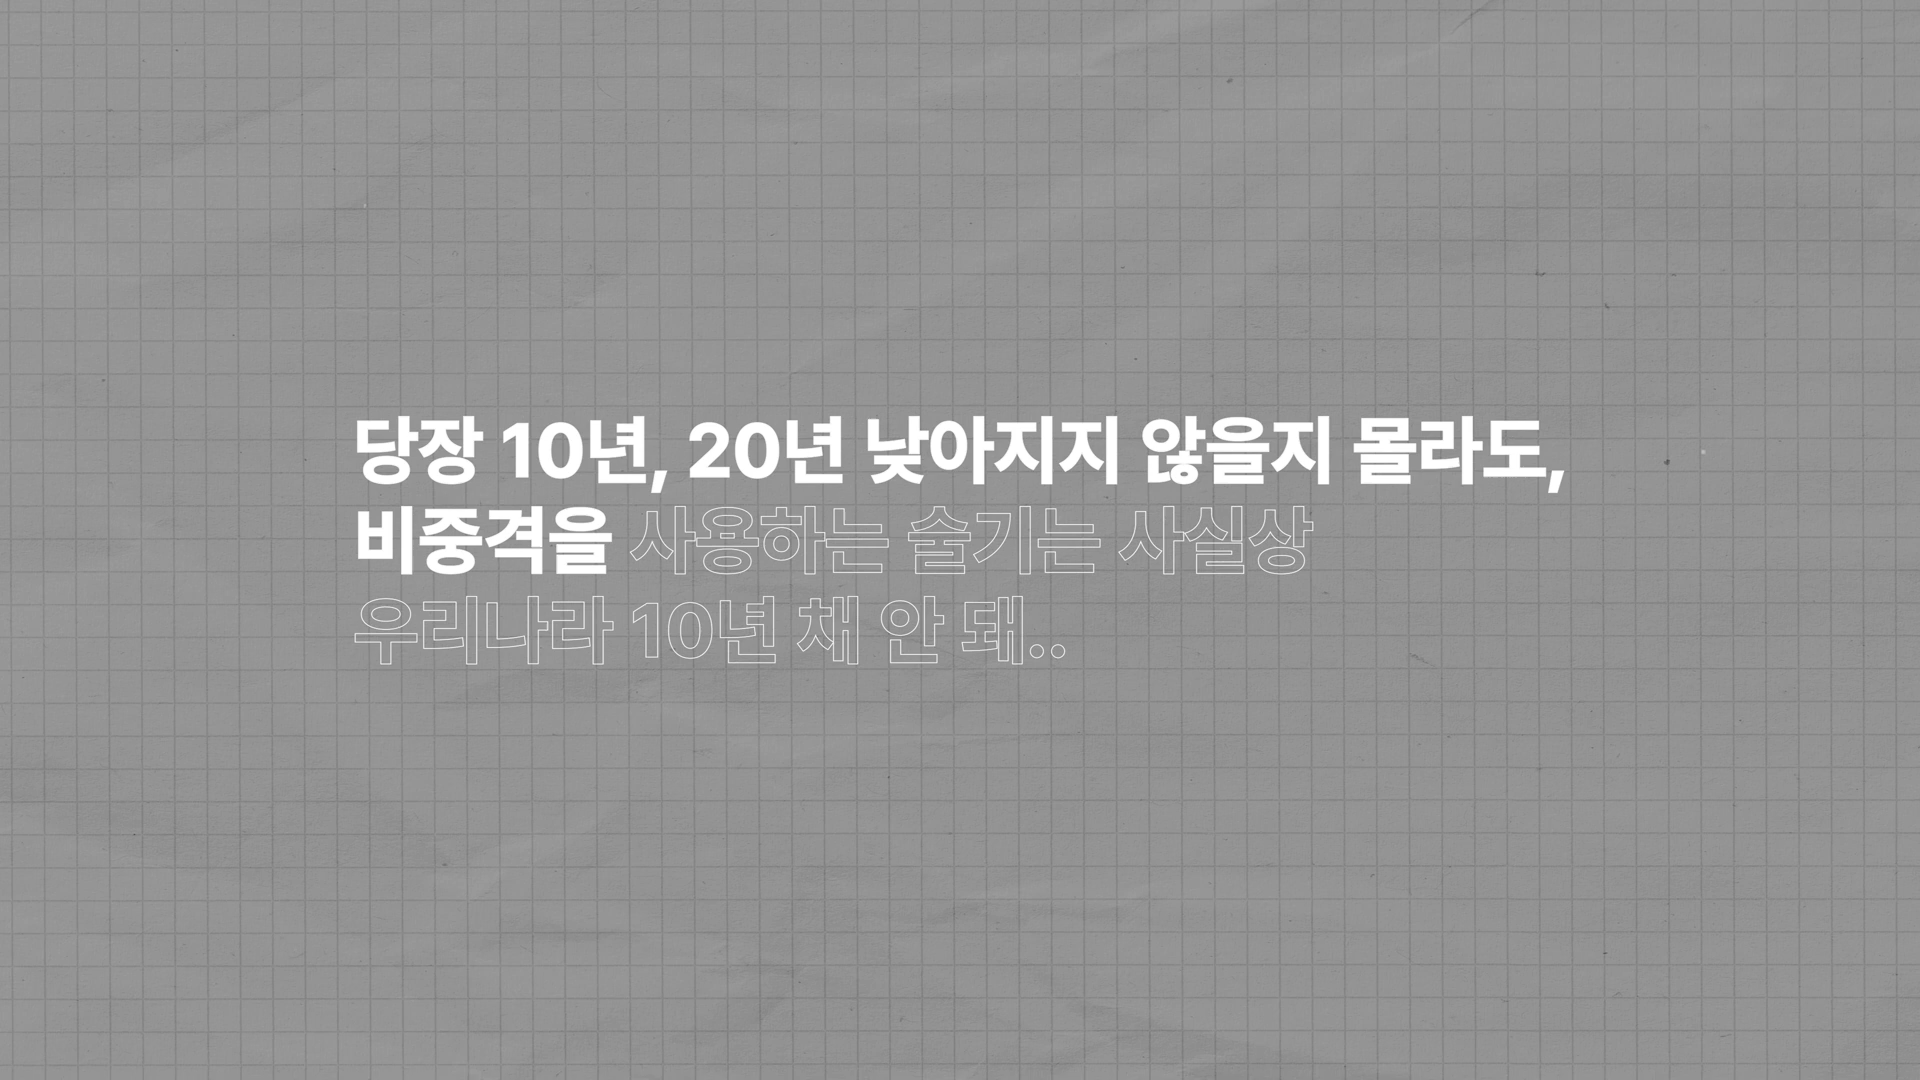 당장 10년, 20년 낮아지지 않을지 몰라도,
비중격을 사용하는 술기는 사실상
우리나라 10년 채 안 돼..